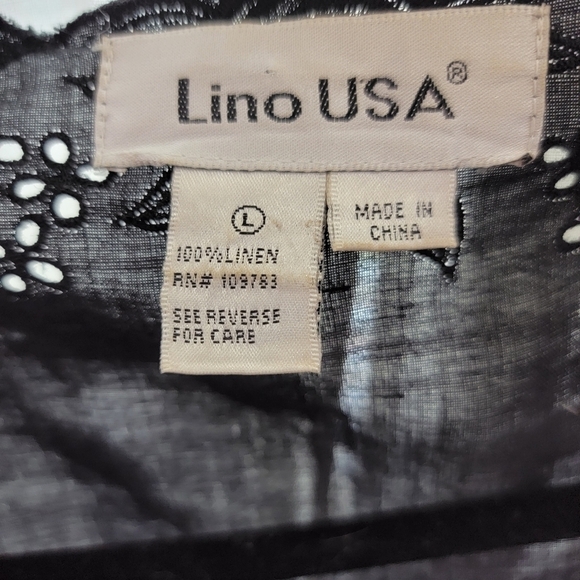 Lino USA®
L
100%LINEN
RN# 109783
SEE REVERSE
FOR CARE
MADE IN
CHINA